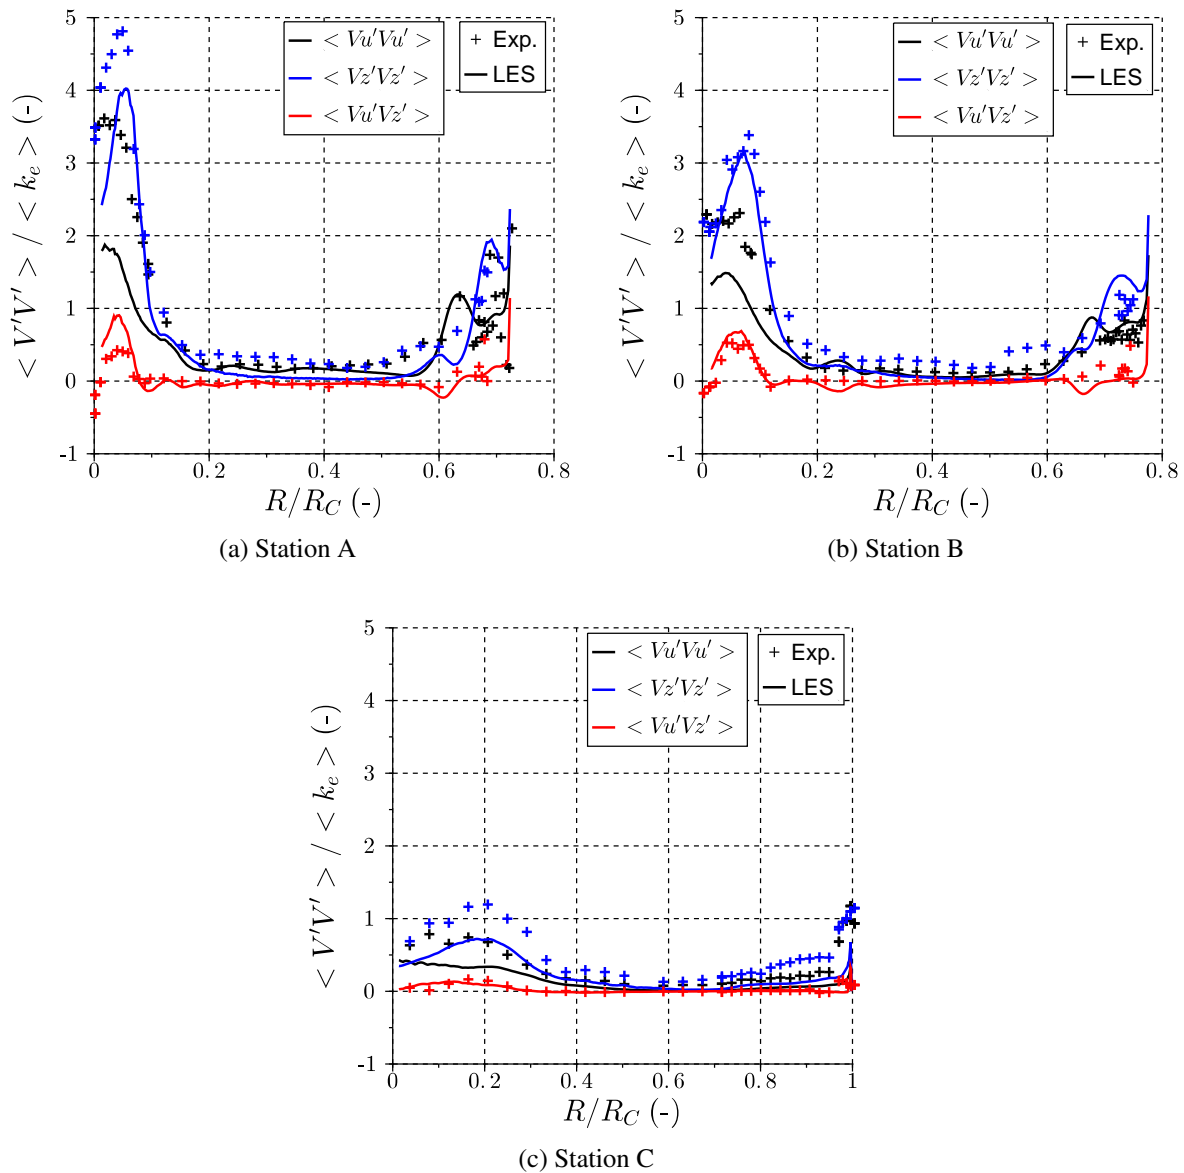 5
4
3
2
1
0
-1
0
0.2
0.4
0.6
0.8
< V'V' > / < k_e > (-)
R/R_C (-)
< Vu'Vu' >
< Vz'Vz' >
< Vu'Vz' >
+ Exp.
LES
(a) Station A
5
4
3
2
1
0
-1
0
0.2
0.4
0.6
0.8
< V'V' > / < k_e > (-)
R/R_C (-)
< Vu'Vu' >
< Vz'Vz' >
< Vu'Vz' >
+ Exp.
LES
(b) Station B
5
4
3
2
1
0
-1
0
0.2
0.4
0.6
0.8
1
< V'V' > / < k_e > (-)
R/R_C (-)
< Vu'Vu' >
< Vz'Vz' >
< Vu'Vz' >
+ Exp.
LES
(c) Station C